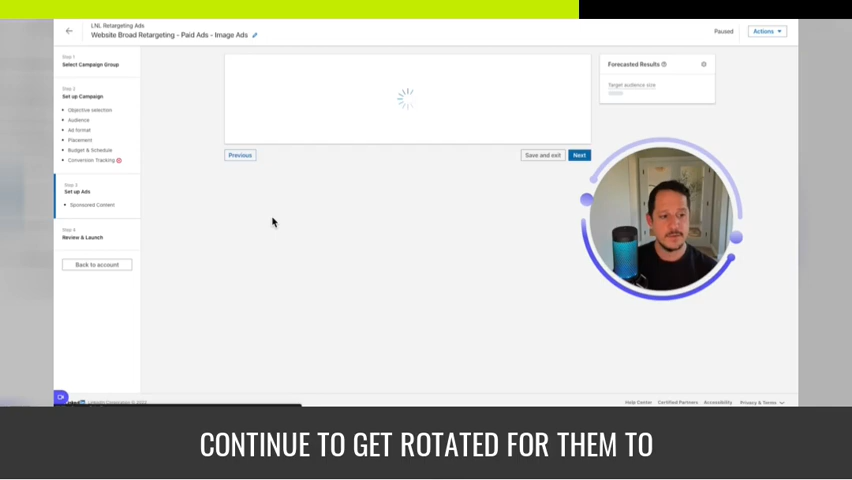 LNL Retargeting Ads
Website Broad Retargeting - Paid Ads - Image Ads
Paused
Actions
Step 1
Select Campaign Group
Step 2
Set up Campaign
Objective selection
Audience
Ad format
Placement
Budget & Schedule
Conversion Tracking
Step 3
Set up Ads
Sponsored Content
Step 4
Review & Launch
Back to account
Previous
Save and exit
Next
Forecasted Results
Target audience size
Help Center Certified Partners Accessibility Privacy & Terms
CONTINUE TO GET ROTATED FOR THEM TO